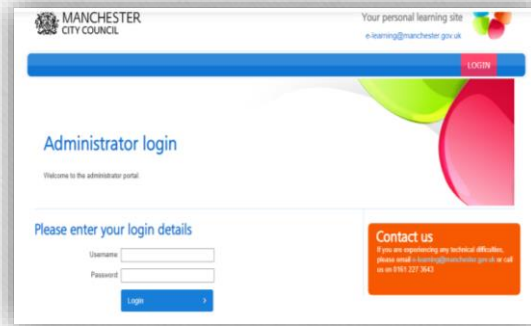 MANCHESTER
CITY COUNCIL
Your personal learning site
e-learning@manchester.gov.uk
LOGIN
Administrator login
Welcome to the administrator portal
Please enter your login details
Username
Password
Login >
Contact us
If you are experiencing any technical difficulties,
please email e-learning@manchester.gov.uk or call
us on 0161 227 3643